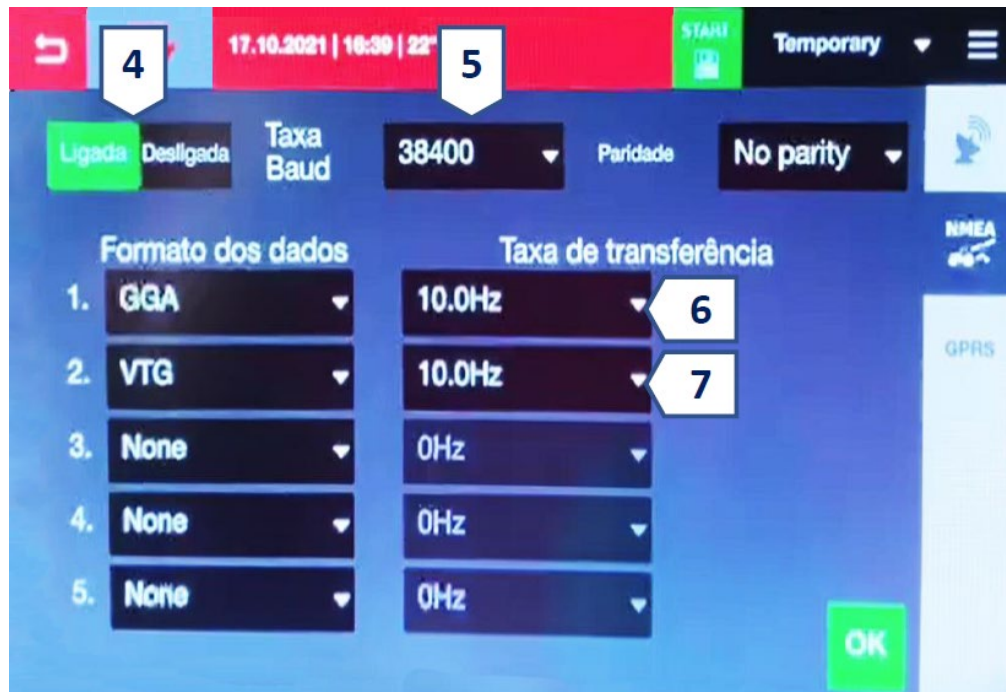 4
5
17.10.2021 | 16:39 | 22°
START
Temporary
Ligada
Desligada
Taxa
Baud
38400
Paridade
No parity
NMEA
Formato dos dados
Taxa de transferência
1.
GGA
10.0Hz
6
GPRS
2.
VTG
10.0Hz
7
3.
None
0Hz
4.
None
0Hz
5.
None
0Hz
OK